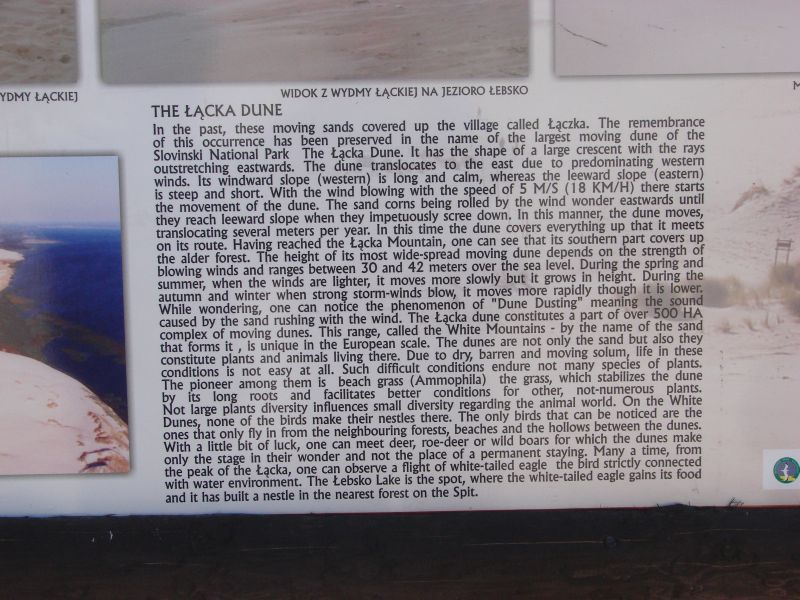 YDMY ŁĄCKIEJ
WIDOK Z WYDMY ŁĄCKIEJ NA JEZIORO ŁEBSKO
M
THE ŁĄCKA DUNE
In the past, these moving sands covered up the village called Łączka. The remembrance
of this occurrence has been preserved in the name of the largest moving dune of the
Slovinski National Park The Łącka Dune. It has the shape of a large crescent with the rays
outstretching eastwards. The dune translocates to the east due to predominating western
winds. Its windward slope (western) is long and calm, whereas the leeward slope (eastern)
is steep and short. With the wind blowing with the speed of 5 M/S (18 KM/H) there starts
the movement of the dune. The sand corns being rolled by the wind wonder eastwards until
they reach leeward slope when they impetuously scree down. In this manner, the dune moves,
translocating several meters per year. In this time the dune covers everything up that it meets
on its route. Having reached the Łącka Mountain, one can see that its southern part covers up
the alder forest. The height of its most wide-spread moving dune depends on the strength of
blowing winds and ranges between 30 and 42 meters over the sea level. During the spring and
summer, when the winds are lighter, it moves more slowly but it grows in height. During the
autumn and winter when strong storm-winds blow, it moves more rapidly though it is lower.
While wondering, one can notice the phenomenon of "Dune Dusting" meaning the sound
caused by the sand rushing with the wind. The Łącka dune constitutes a part of over 500 HA
complex of moving dunes. This range, called the White Mountains - by the name of the sand
that forms it , is unique in the European scale. The dunes are not only the sand but also they
constitute plants and animals living there. Due to dry, barren and moving solum, life in these
conditions is not easy at all. Such difficult conditions endure not many species of plants.
The pioneer among them is beach grass (Ammophila) the grass, which stabilizes the dune
by its long roots and facilitates better conditions for other, not-numerous plants.
Not large plants diversity influences small diversity regarding the animal world. On the White
Dunes, none of the birds make their nestles there. The only birds that can be noticed are the
ones that only fly in from the neighbouring forests, beaches and the hollows between the dunes.
With a little bit of luck, one can meet deer, roe-deer or wild boars for which the dunes make
only the stage in their wonder and not the place of a permanent staying. Many a time, from
the peak of the Łącka, one can observe a flight of white-tailed eagle the bird strictly connected
with water environment. The Łebsko Lake is the spot, where the white-tailed eagle gains its food
and it has built a nestle in the nearest forest on the Spit.